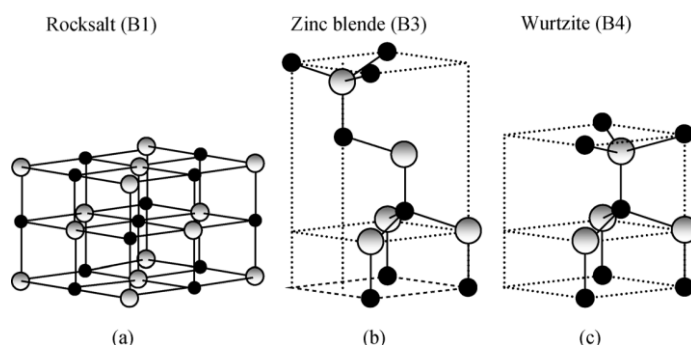 Rocksalt (B1)
Zinc blende (B3)
Wurtzite (B4)
(a)
(b)
(c)